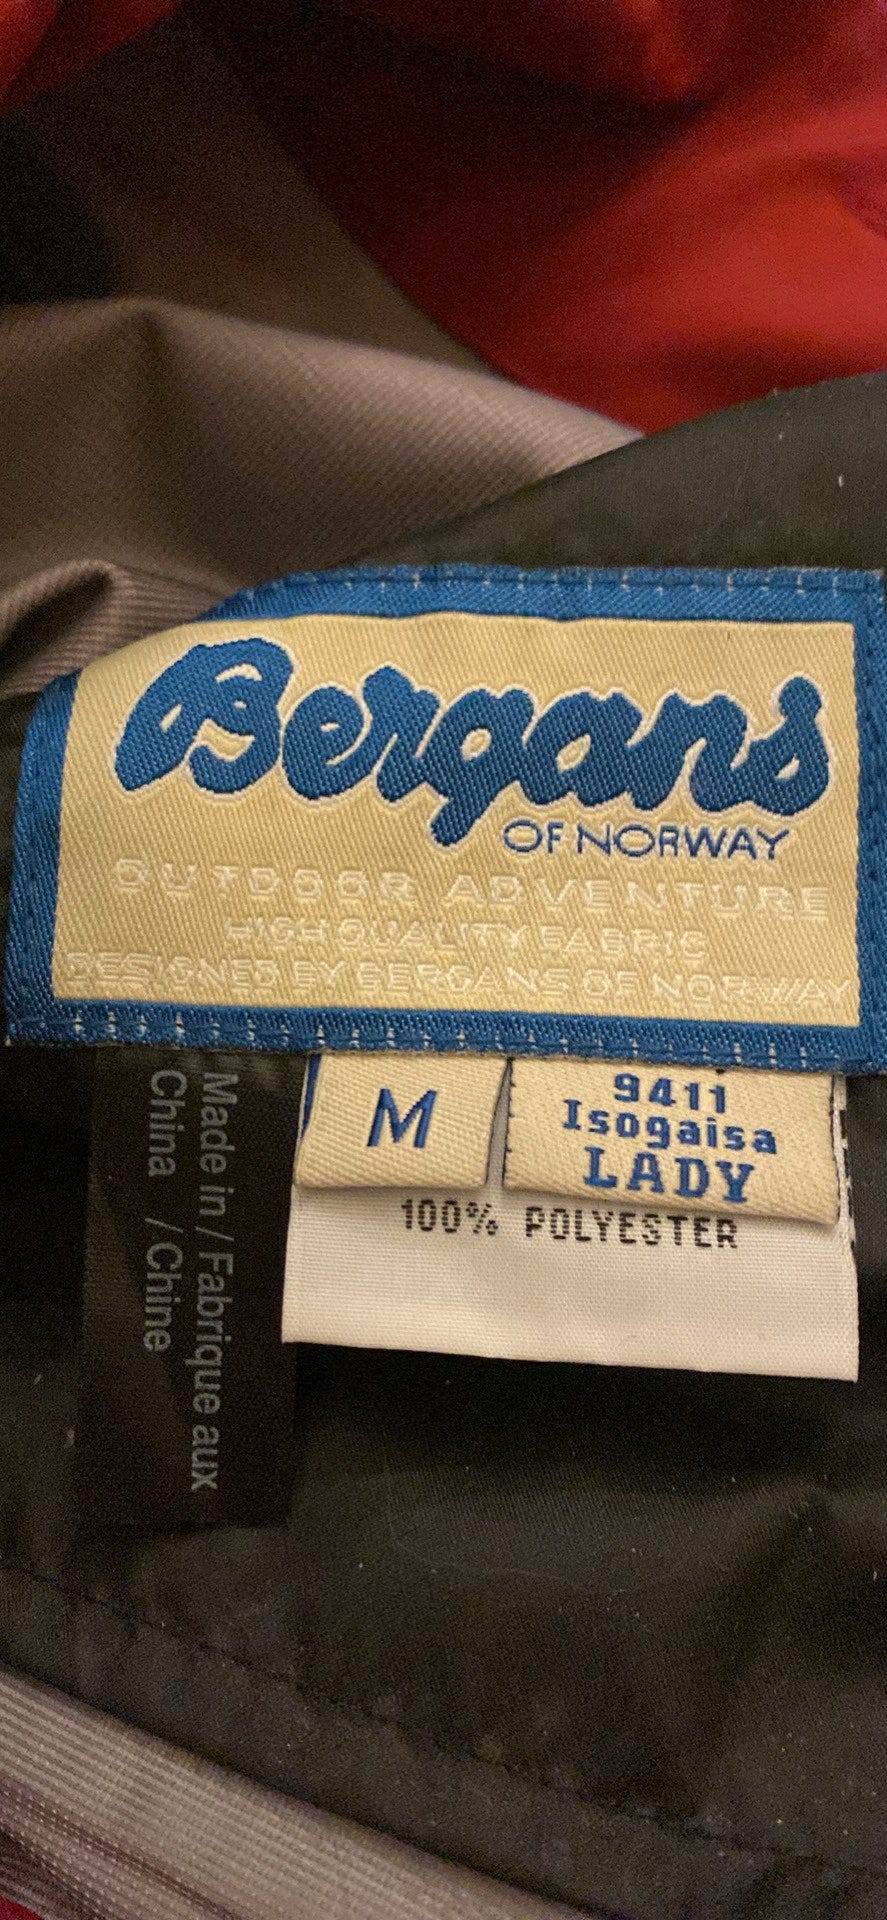 Bergans
OF NORWAY
OUTDOOR ADVENTURE
HIGH QUALITY FABRIC
DESIGNED BY BERGANS OF NORWAY
M
9411
Isogaisa
LADY
100% POLYESTER
Made in / Fabrique aux
China / Chine